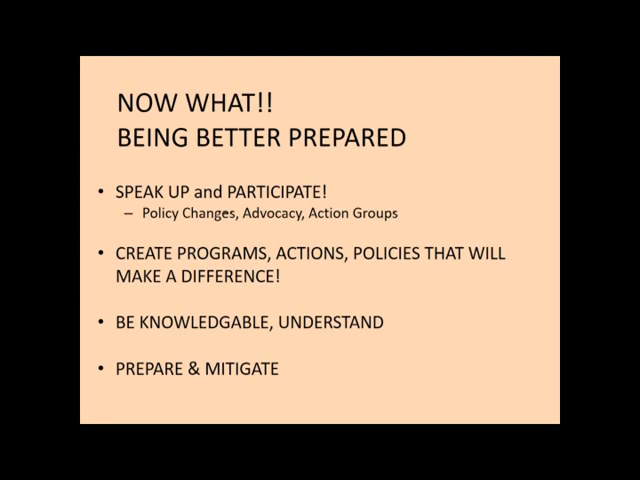 NOW WHAT!!
BEING BETTER PREPARED
• SPEAK UP and PARTICIPATE!
– Policy Changes, Advocacy, Action Groups
• CREATE PROGRAMS, ACTIONS, POLICIES THAT WILL
MAKE A DIFFERENCE!
• BE KNOWLEDGABLE, UNDERSTAND
• PREPARE & MITIGATE